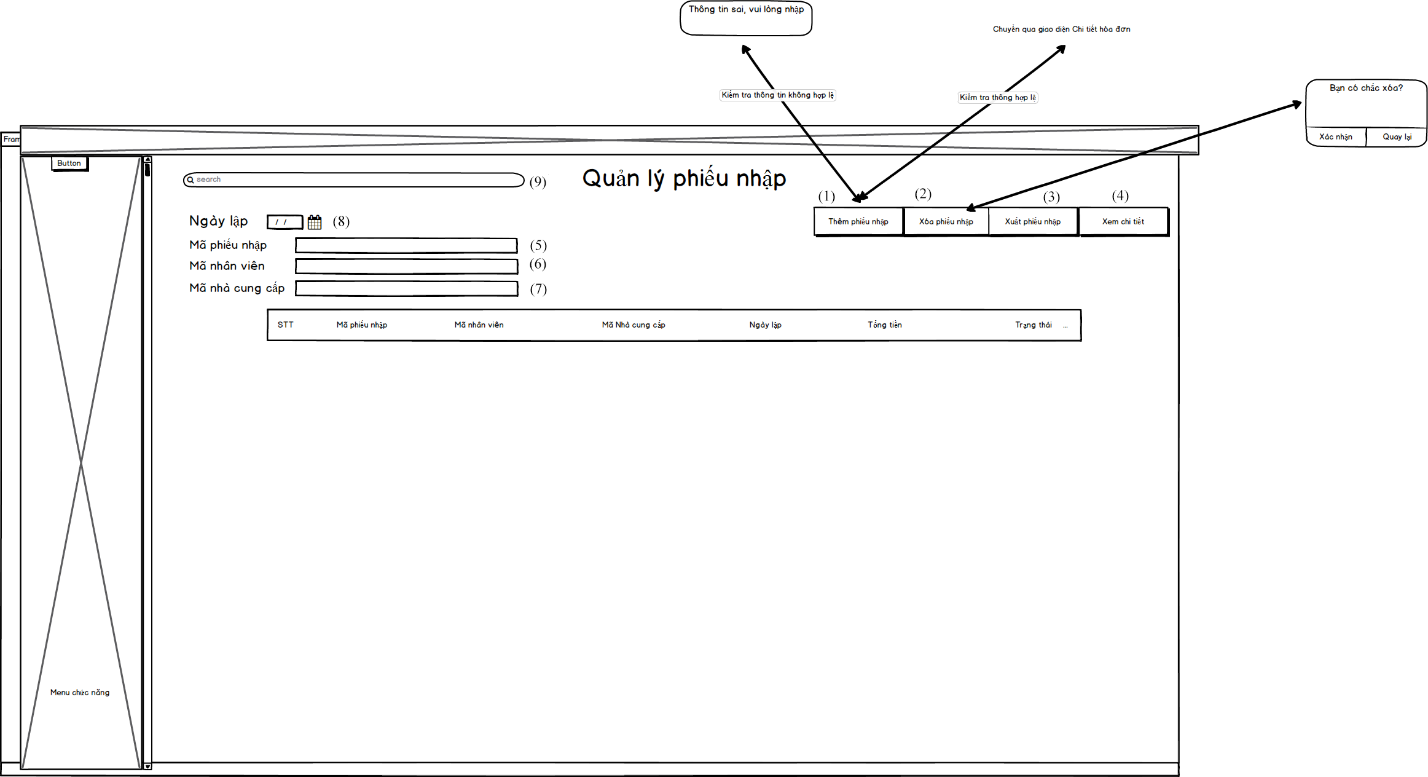 Thông tin sai, vui lòng nhập
Chuyển qua giao diện Chi tiết hóa đơn
Kiểm tra thông tin không hợp lệ
Kiểm tra thông hợp lệ
Bạn có chắc xóa?
Xác nhận
Quay lại
Fram
Button
search
(9)
Quản lý phiếu nhập
(1)
(2)
(3)
(4)
Thêm phiếu nhập
Xóa phiếu nhập
Xuất phiếu nhập
Xem chi tiết
Ngày lập
/ /
(8)
Mã phiếu nhập
(5)
Mã nhân viên
(6)
Mã nhà cung cấp
(7)
STT
Mã phiếu nhập
Mã nhân viên
Mã Nhà cung cấp
Ngày lập
Tổng tiền
Trạng thái
...
Menu chức năng